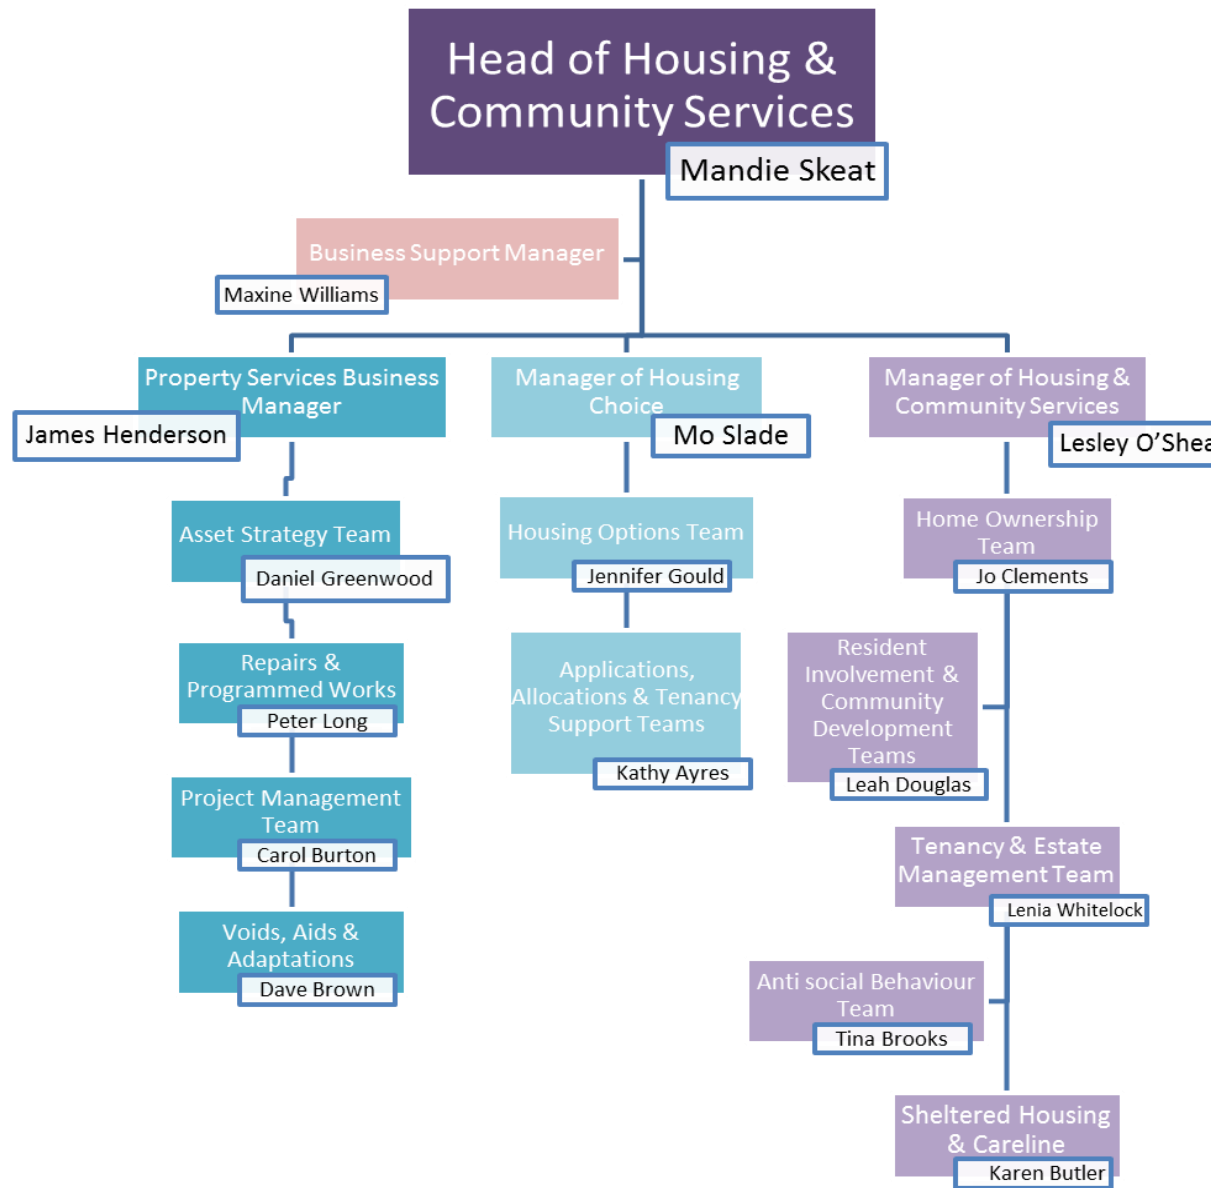 Head of Housing &
Community Services
Mandie Skeat
Business Support Manager
Maxine Williams
Property Services Business
Manager
James Henderson
Manager of Housing
Choice
Mo Slade
Manager of Housing &
Community Services
Lesley O'Shea
Asset Strategy Team
Daniel Greenwood
Housing Options Team
Jennifer Gould
Home Ownership
Team
Jo Clements
Repairs &
Programmed Works
Peter Long
Applications,
Allocations & Tenancy
Support Teams
Kathy Ayres
Resident
Involvement &
Community
Development
Teams
Leah Douglas
Project Management
Team
Carol Burton
Tenancy & Estate
Management Team
Lenia Whitelock
Voids, Aids &
Adaptations
Dave Brown
Anti social Behaviour
Team
Tina Brooks
Sheltered Housing
& Careline
Karen Butler